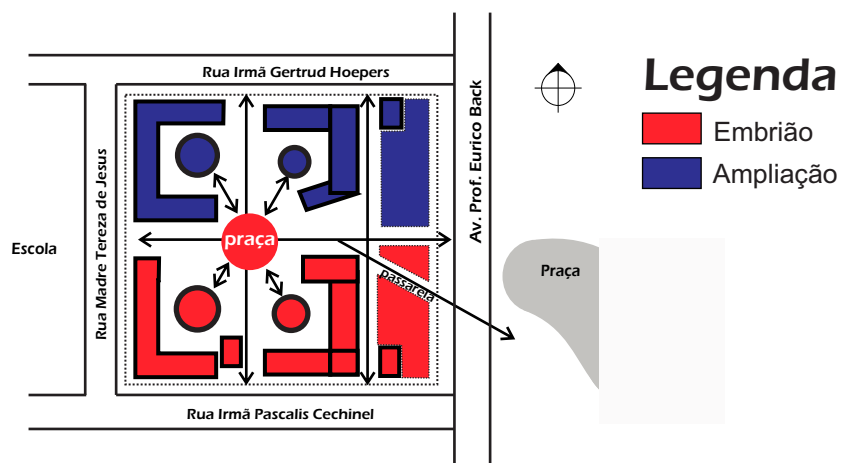 Rua Irmã Gertrud Hoepers
Legenda
Embrião
Ampliação
Av. Prof. Eurico Back
Rua Madre Tereza de Jesus
Escola
praça
passarela
Praça
Rua Irmã Pascalis Cechinel